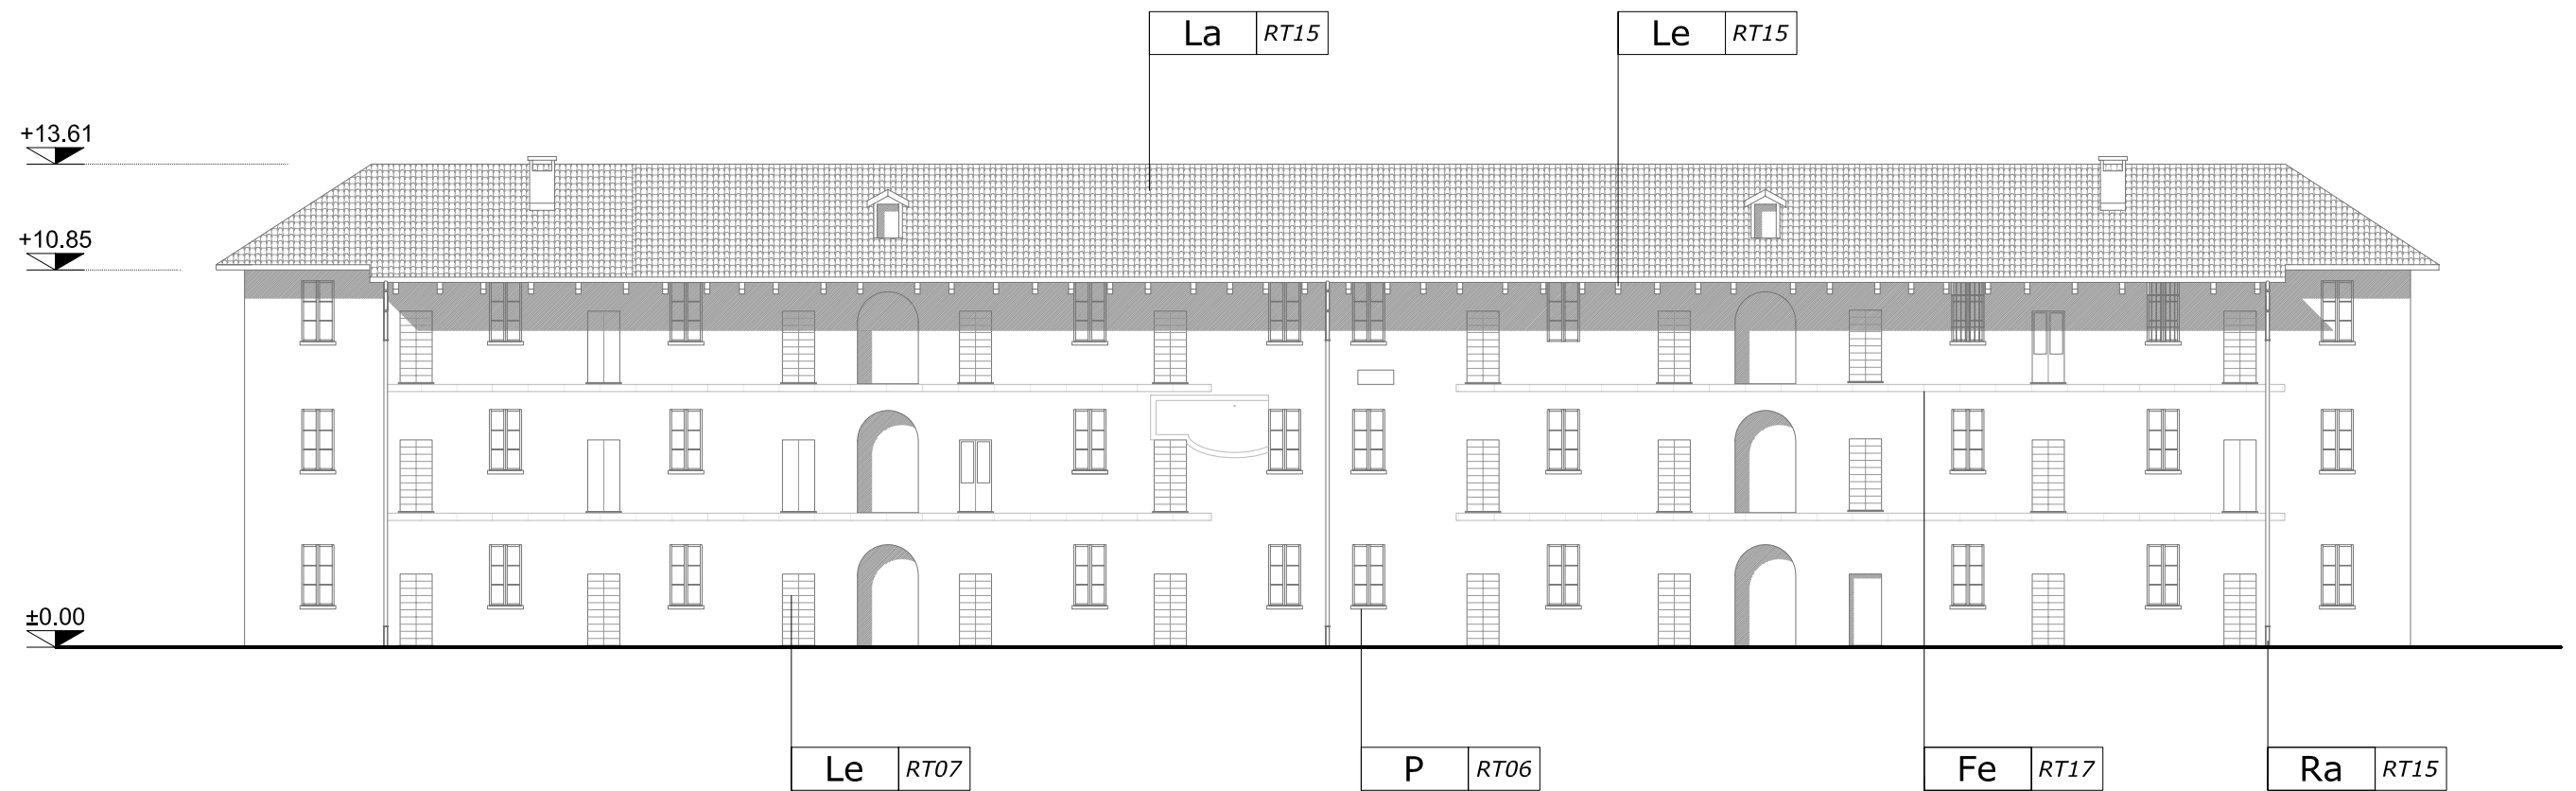 La RT15
Le RT15
+13.61
+10.85
±0.00
Le RT07
P RT06
Fe RT17
Ra RT15